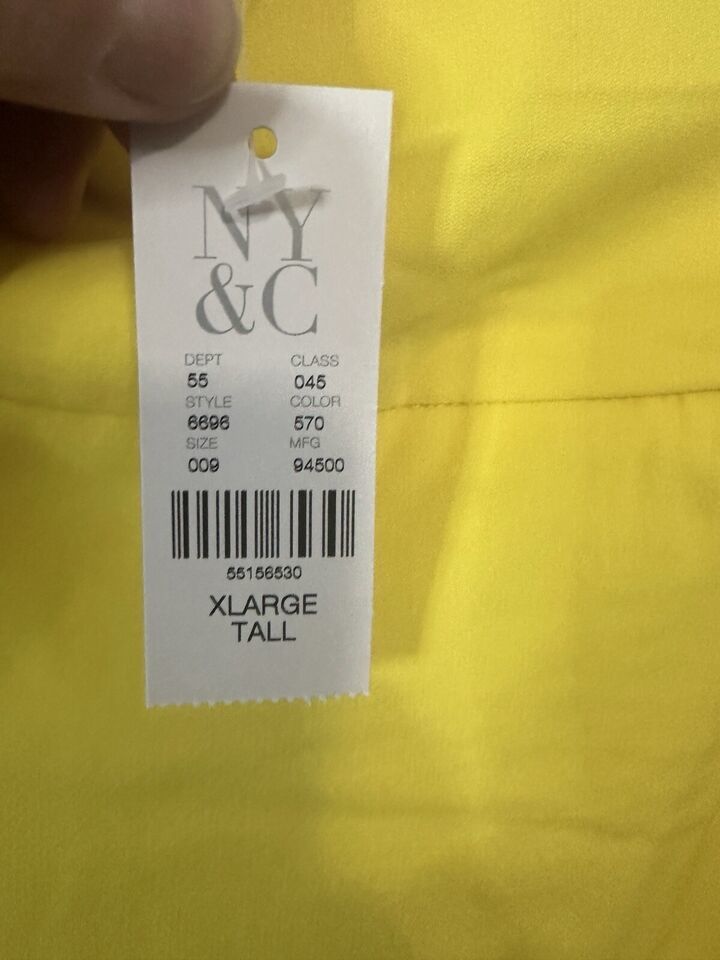 NY
&C
DEPT CLASS
55 045
STYLE COLOR
6696 570
SIZE MFG
009 94500
55156530
XLARGE
TALL